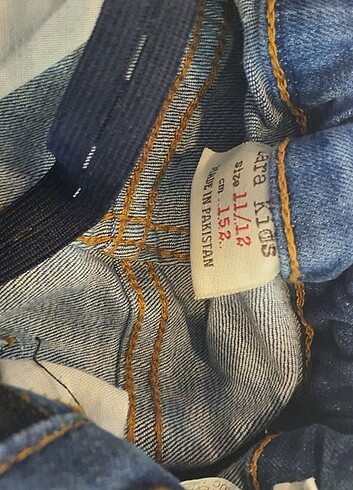 ara Kids
Size 11/12
cm 152
MADE IN PAKISTAN